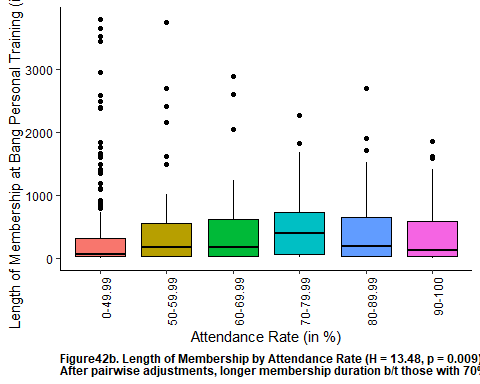 Length of Membership at Bang Personal Training (i
3000
2000
1000
0
0-49.99
50-59.99
60-69.99
70-79.99
80-89.99
90-100
Attendance Rate (in %)
Figure42b. Length of Membership by Attendance Rate (H = 13.48, p = 0.009)
After pairwise adjustments, longer membership duration b/t those with 70%